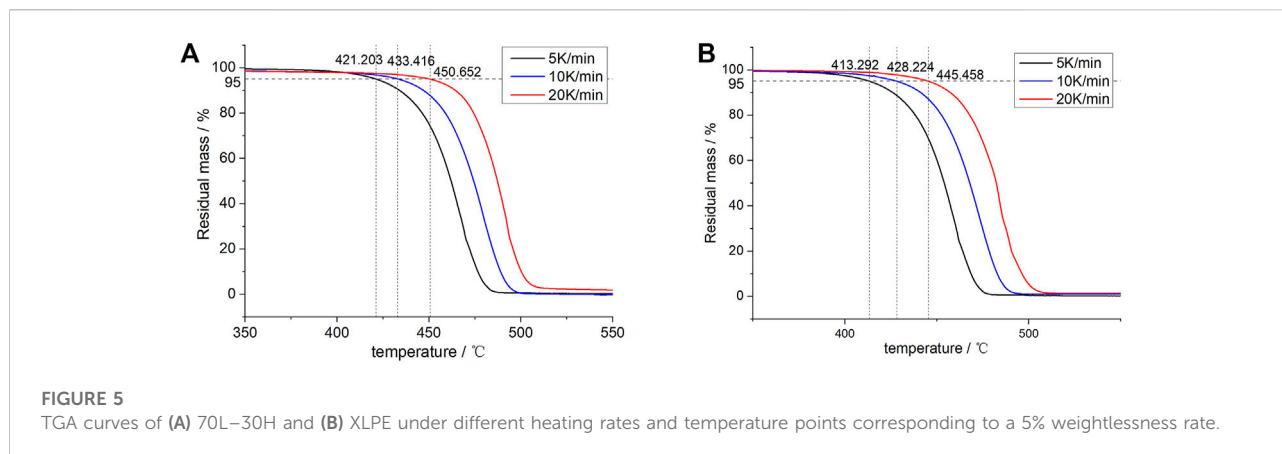 A
421.203 433.416
450.652
5K/min
10K/min
20K/min
100
95
80
60
40
20
0
Residual mass / %
350 400 450 500 550
temperature / ℃
B
413.292 428.224
445.458
5K/min
10K/min
20K/min
100
95
80
60
40
20
0
Residual mass / %
400 500
temperature / ℃
FIGURE 5
TGA curves of (A) 70L–30H and (B) XLPE under different heating rates and temperature points corresponding to a 5% weightlessness rate.